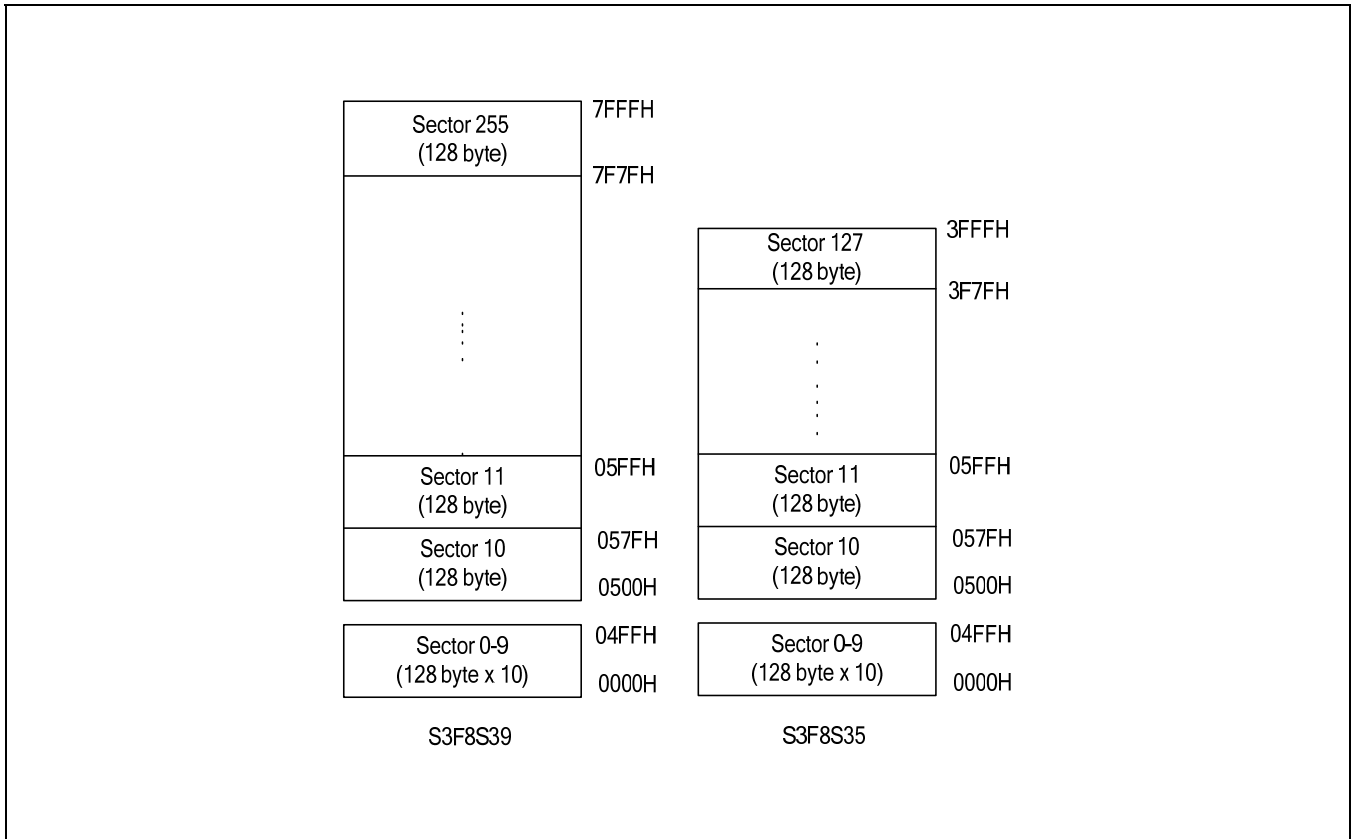 7FFFH
Sector 255
(128 byte)
7F7FH
05FFH
Sector 11
(128 byte)
057FH
Sector 10
(128 byte)
0500H
04FFH
Sector 0-9
(128 byte x 10)
0000H
S3F8S39
3FFFH
Sector 127
(128 byte)
3F7FH
05FFH
Sector 11
(128 byte)
057FH
Sector 10
(128 byte)
0500H
04FFH
Sector 0-9
(128 byte x 10)
0000H
S3F8S35